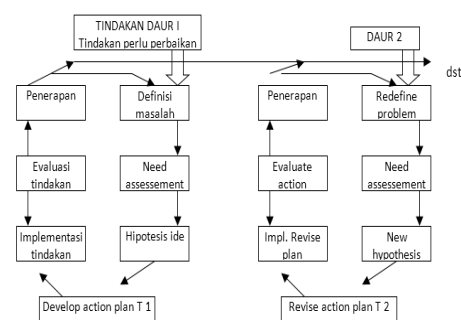 TINDAKAN DAUR I
Tindakan perlu perbaikan
DAUR 2
dst
Penerapan
Definisi
masalah
Penerapan
Redefine
problem
Evaluasi
tindakan
Need
assessement
Evaluate
action
Need
assessement
Implementasi
tindakan
Hipotesis ide
Impl. Revise
plan
New
hypothesis
Develop action plan T 1
Revise action plan T 2